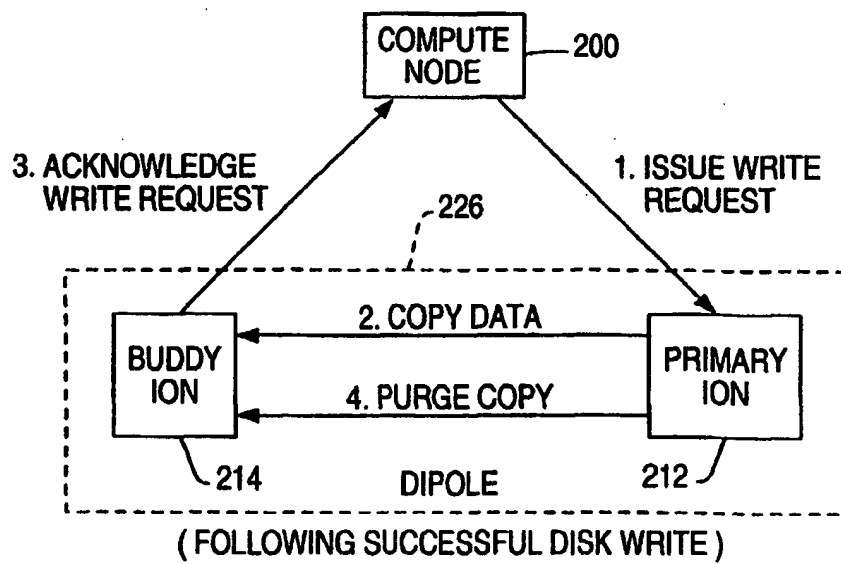 COMPUTE
NODE
200
3. ACKNOWLEDGE
WRITE REQUEST
1. ISSUE WRITE
REQUEST
226
2. COPY DATA
BUDDY
ION
PRIMARY
ION
4. PURGE COPY
214
DIPOLE
212
( FOLLOWING SUCCESSFUL DISK WRITE )